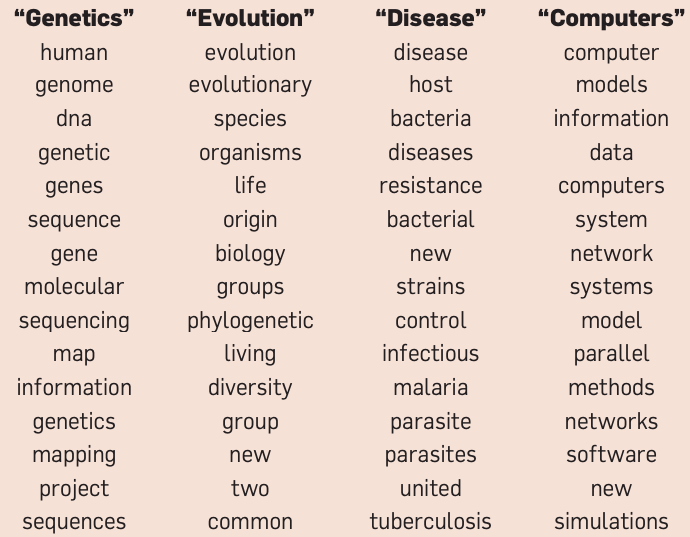 “Genetics” “Evolution” “Disease” “Computers”
human evolution disease computer
genome evolutionary host models
dna species bacteria information
genetic organisms diseases data
genes life resistance computers
sequence origin bacterial system
gene biology new network
molecular groups strains systems
sequencing phylogenetic control model
map living infectious parallel
information diversity malaria methods
genetics group parasite networks
mapping new parasites software
project two united new
sequences common tuberculosis simulations